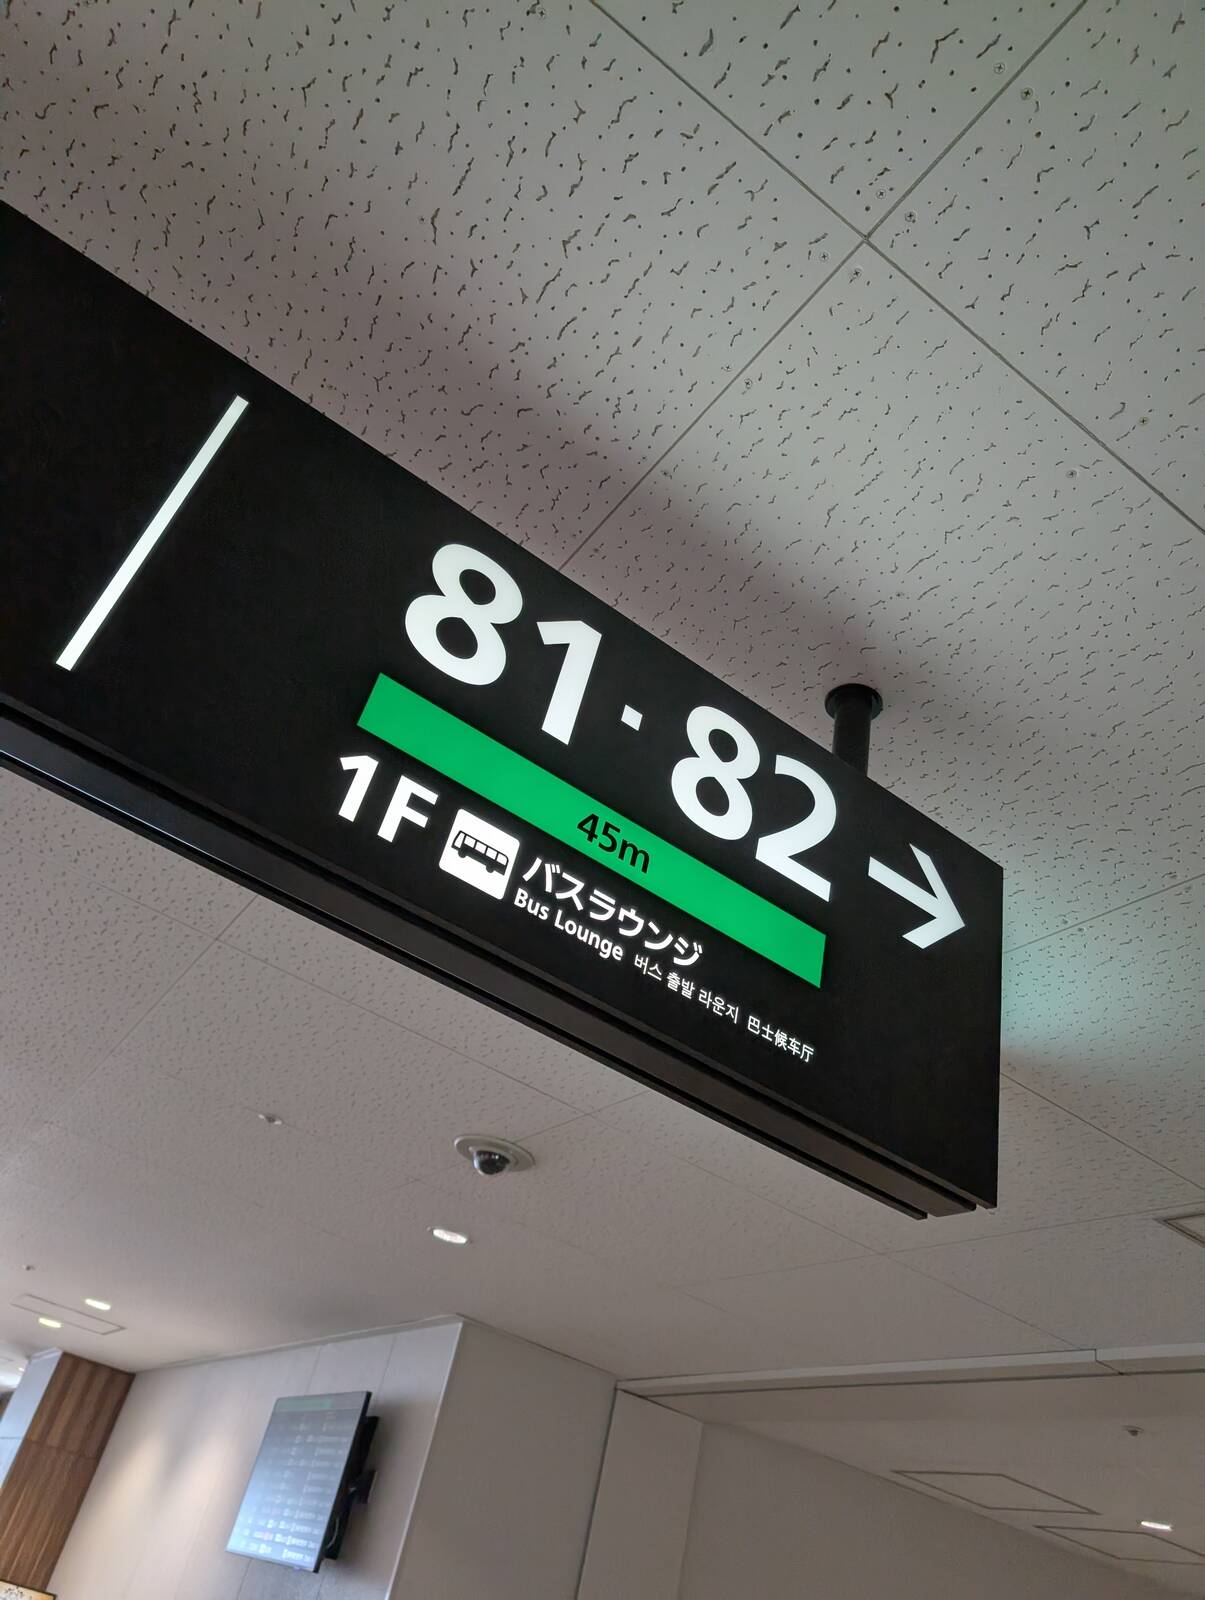 81・82 →
45m
1F バスラウンジ
Bus Lounge 버스 출발 라운지 巴士候车厅